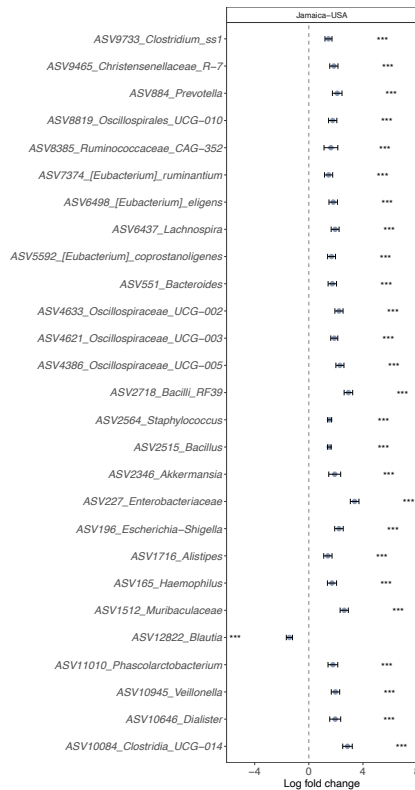 Jamaica−USA
ASV9733_Clostridium_ss1 ***
ASV9465_Christensenellaceae_R−7 ***
ASV884_Prevotella ***
ASV8819_Oscillospirales_UCG−010 ***
ASV8385_Ruminococcaceae_CAG−352 ***
ASV7374_[Eubacterium]_ruminantium ***
ASV6498_[Eubacterium]_eligens ***
ASV6437_Lachnospira ***
ASV5592_[Eubacterium]_coprostanoligenes ***
ASV551_Bacteroides ***
ASV4633_Oscillospiraceae_UCG−002 ***
ASV4621_Oscillospiraceae_UCG−003 ***
ASV4386_Oscillospiraceae_UCG−005 ***
ASV2718_Bacilli_RF39 ***
ASV2564_Staphylococcus ***
ASV2515_Bacillus ***
ASV2346_Akkermansia ***
ASV227_Enterobacteriaceae ***
ASV196_Escherichia−Shigella ***
ASV1716_Alistipes ***
ASV165_Haemophilus ***
ASV1512_Muribaculaceae ***
ASV12822_Blautia ***
ASV11010_Phascolarctobacterium ***
ASV10945_Veillonella ***
ASV10646_Dialister ***
ASV10084_Clostridia_UCG−014 ***
−4 0 4 8
Log fold change